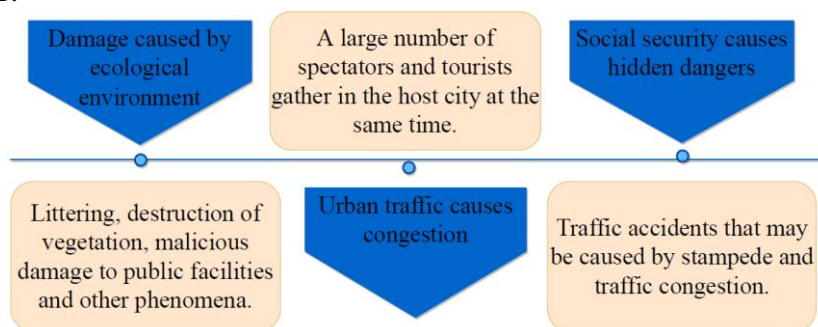 Damage caused by
ecological
environment
Littering, destruction of
vegetation, malicious
damage to public facilities
and other phenomena.
A large number of
spectators and tourists
gather in the host city at the
same time.
Urban traffic causes
congestion
Social security causes
hidden dangers
Traffic accidents that may
be caused by stampede and
traffic congestion.